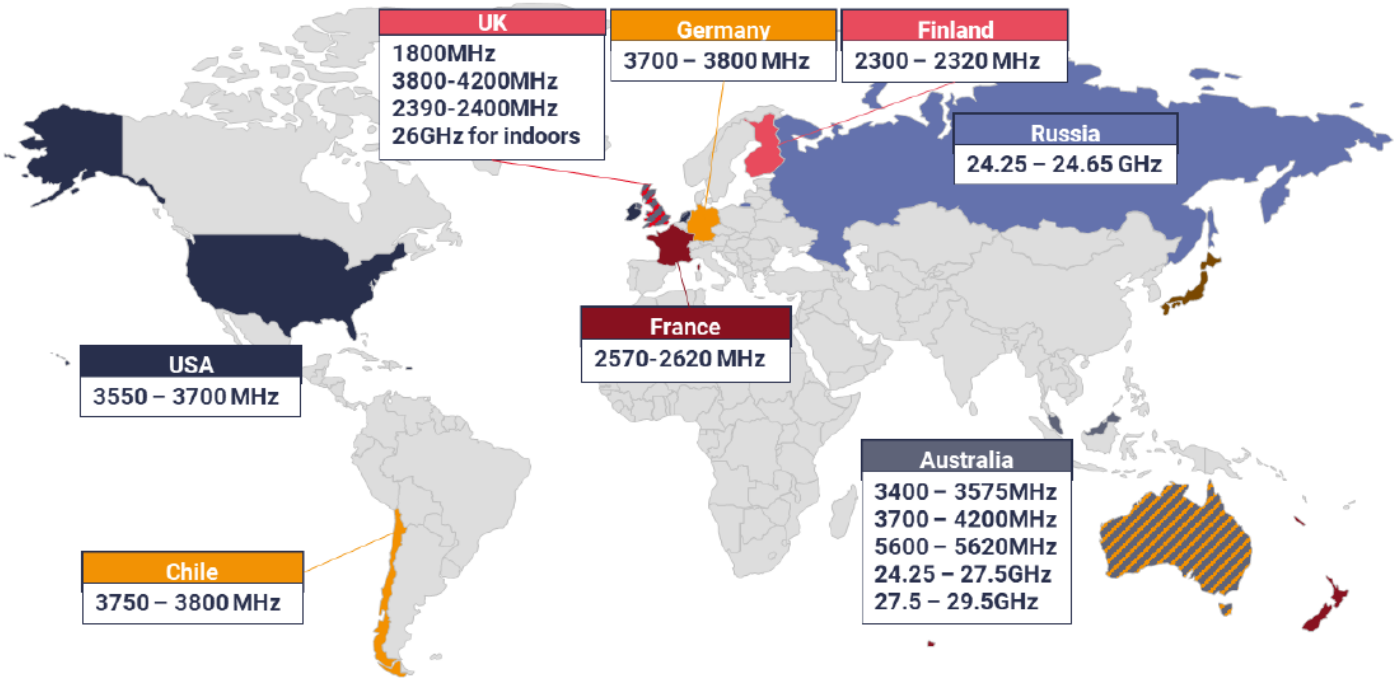 UK
1800MHz
3800-4200MHz
2390-2400MHz
26GHz for indoors
Germany
3700 – 3800 MHz
Finland
2300 – 2320 MHz
Russia
24.25 – 24.65 GHz
France
2570-2620 MHz
USA
3550 – 3700 MHz
Australia
3400 – 3575MHz
3700 – 4200MHz
5600 – 5620MHz
24.25 – 27.5GHz
27.5 – 29.5GHz
Chile
3750 – 3800 MHz